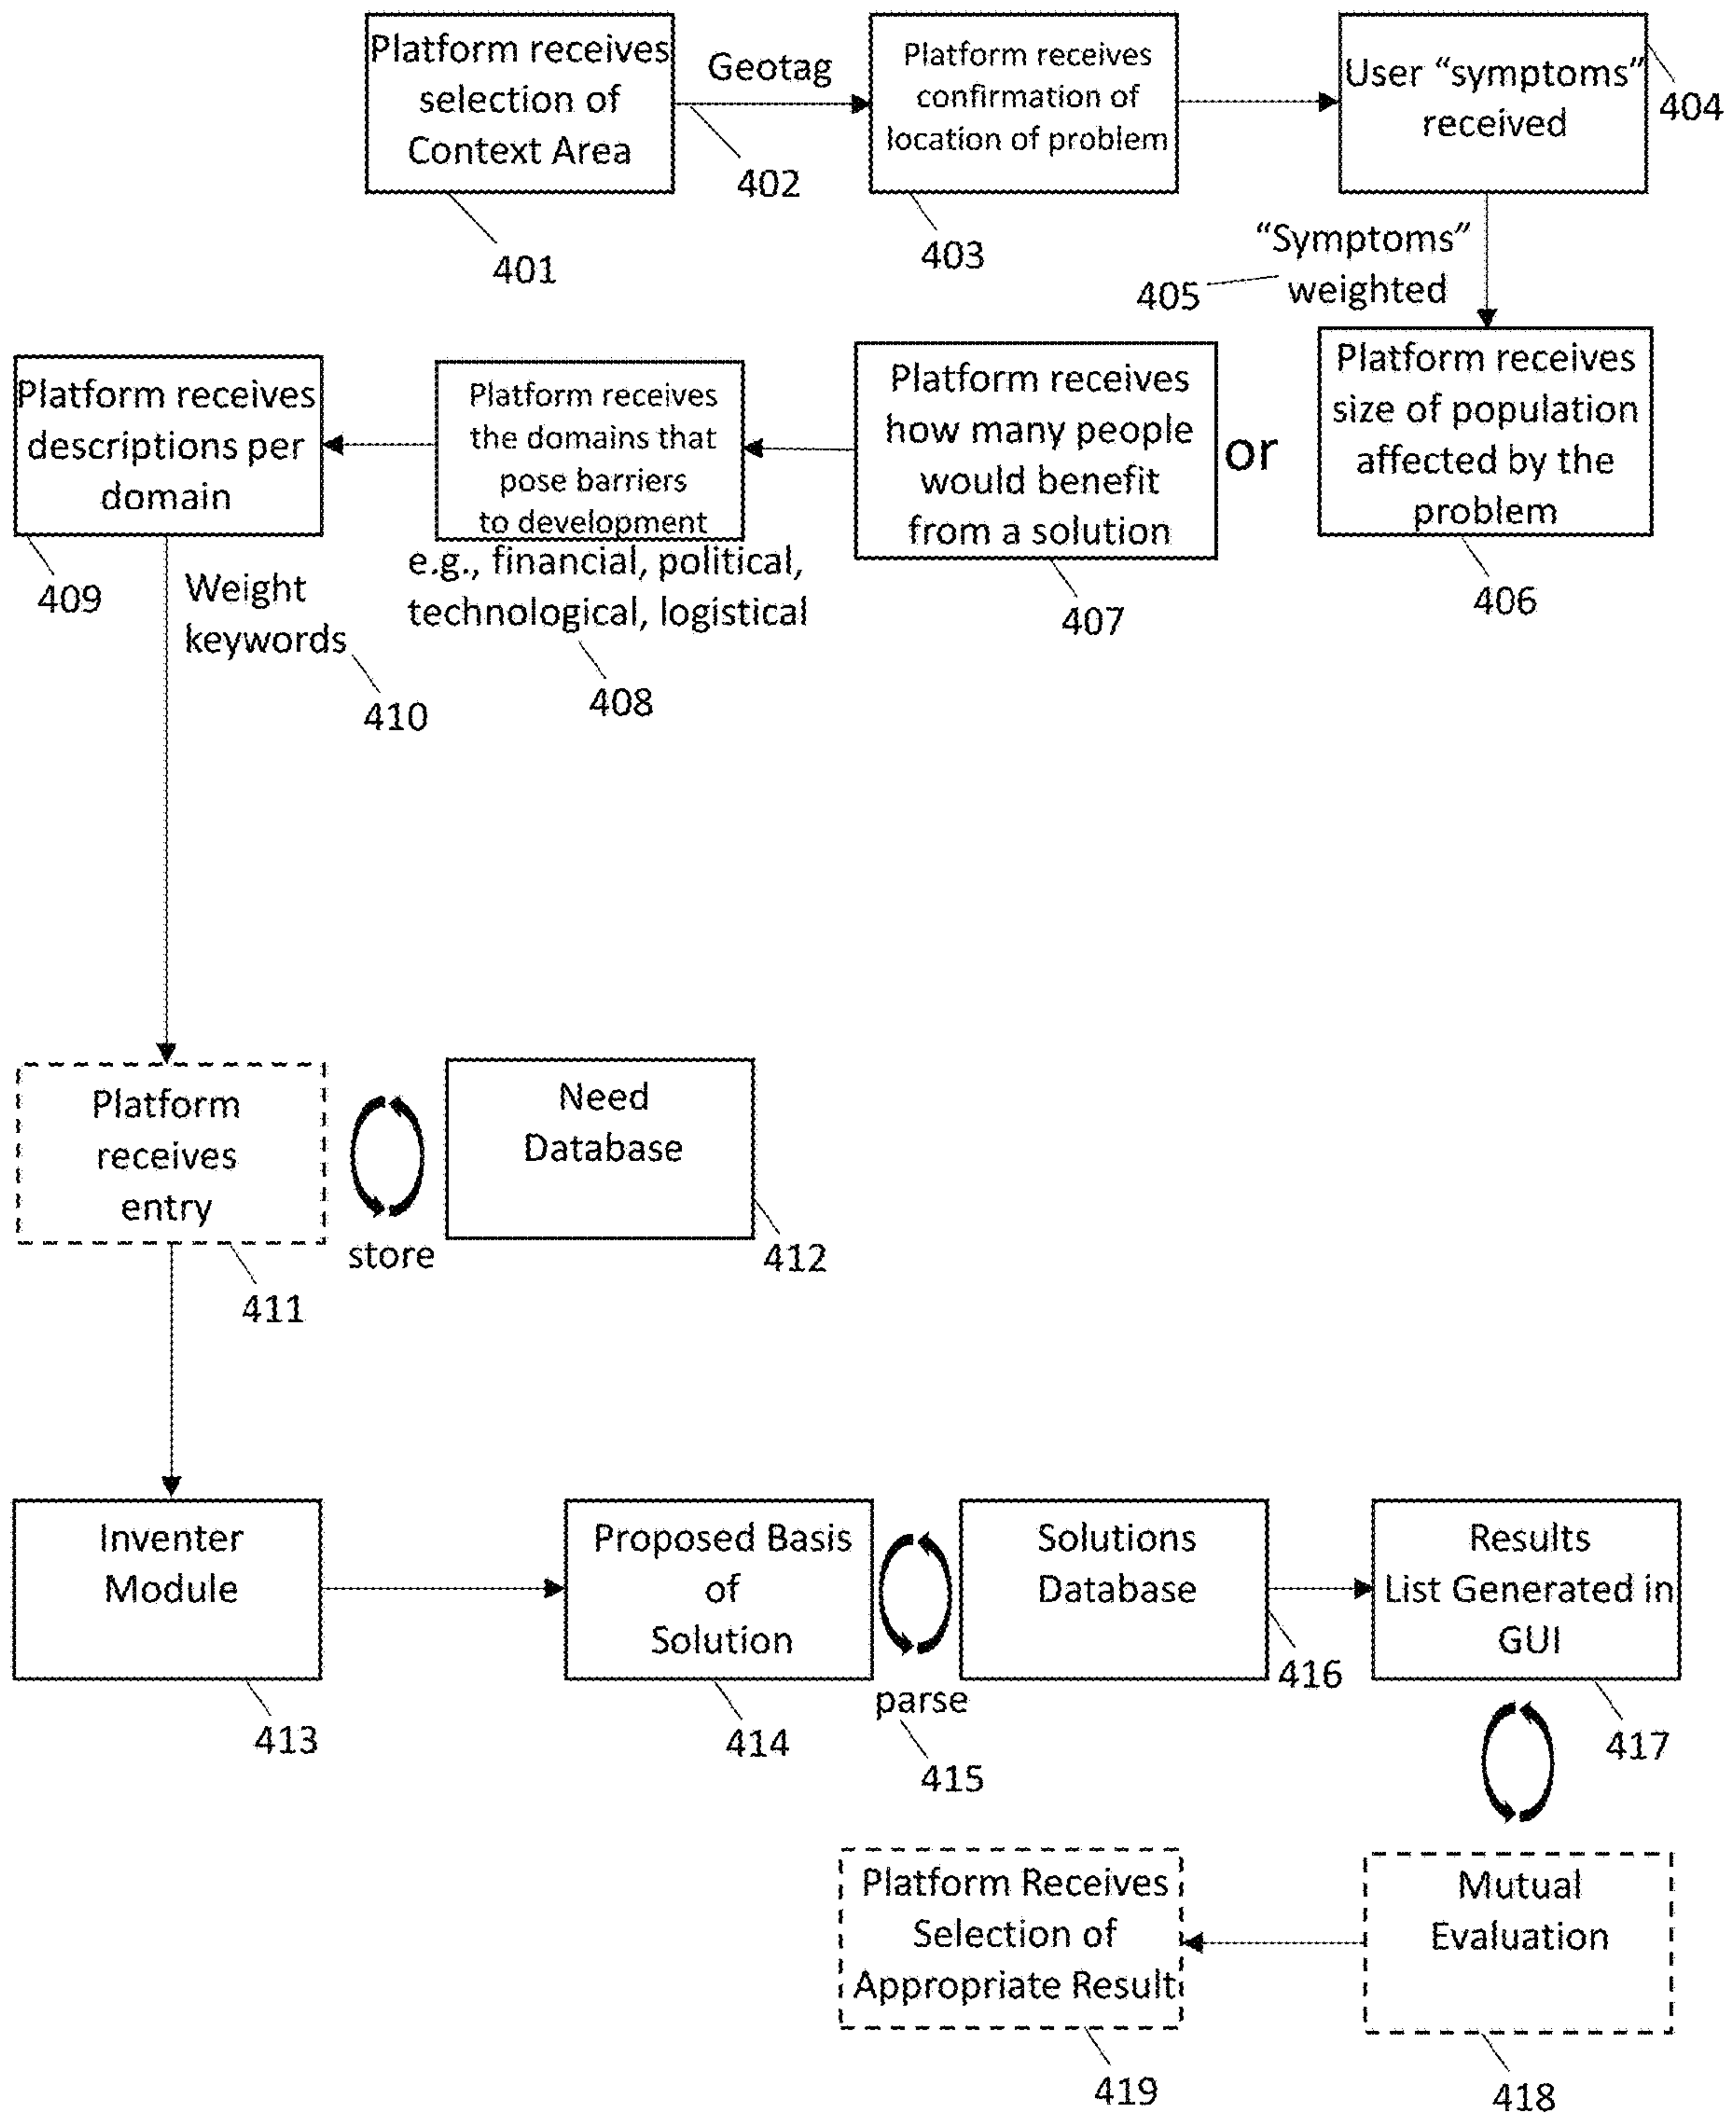 Platform receives
selection of
Context Area
401
Geotag
402
Platform receives
confirmation of
location of problem
403
User “symptoms”
received
404
“Symptoms”
weighted
405
Platform receives
size of population
affected by the
problem
406
or
Platform receives
how many people
would benefit
from a solution
407
Platform receives
the domains that
pose barriers
to development
e.g., financial, political,
technological, logistical
408
Platform receives
descriptions per
domain
409
Weight
keywords
410
Platform
receives
entry
411
store
Need
Database
412
Inventer
Module
413
Proposed Basis
of
Solution
414
parse
415
Solutions
Database
416
Results
List Generated in
GUI
417
Mutual
Evaluation
418
Platform Receives
Selection of
Appropriate Result
419